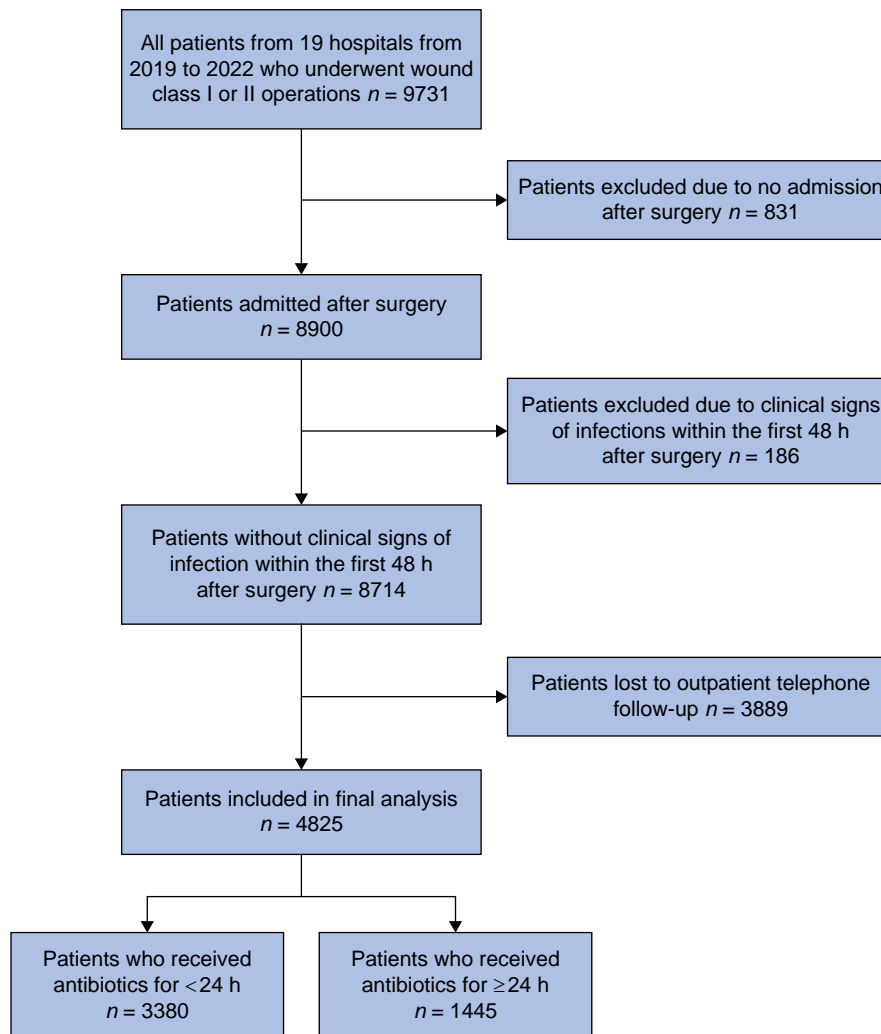 All patients from 19 hospitals from
2019 to 2022 who underwent wound
class I or II operations n = 9731
Patients excluded due to no admission
after surgery n = 831
Patients admitted after surgery
n = 8900
Patients excluded due to clinical signs
of infections within the first 48 h
after surgery n = 186
Patients without clinical signs of
infection within the first 48 h
after surgery n = 8714
Patients lost to outpatient telephone
follow-up n = 3889
Patients included in final analysis
n = 4825
Patients who received
antibiotics for <24 h
n = 3380
Patients who received
antibiotics for ≥24 h
n = 1445